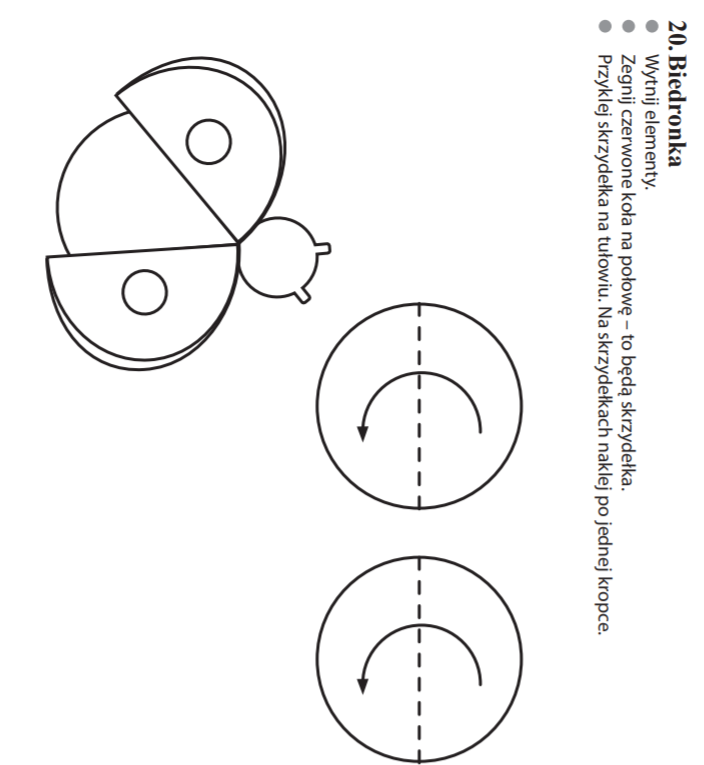 20. Biedronka
Wytnij elementy.
Zegnij czerwone koła na połowę – to będą skrzydełka.
Przyklej skrzydełka na tułowiu. Na skrzydełkach naklej po jednej kropce.